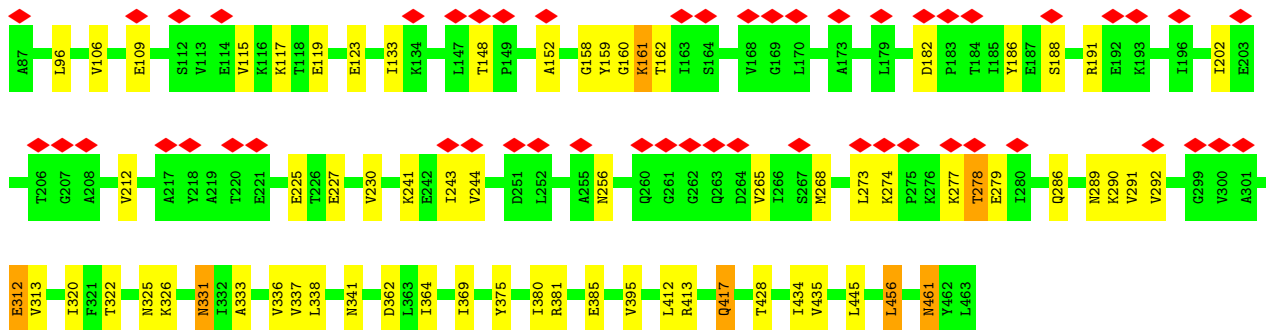 A87 L96 V106 E109 S112 V113 E114 V115 K116 K117 T118 E119 E123 I133 K134 L147 T148 P149 A152 G158 Y159 G160 K161 T162 I163 S164 V168 G169 L170 A173 L179 D182 P183 T184 I185 Y186 E187 S188 R191 E192 K193 I196 I202 E203
T206 G207 A208 V212 A217 Y218 A219 T220 E221 E225 T226 E227 V230 K241 E242 I243 V244 D251 L252 A255 N256 Q260 G261 G262 Q263 D264 V265 I266 S267 M268 L273 K274 P275 K276 K277 T278 E279 I280 Q286 N289 K290 V291 V292 G299 V300 A301
E312 V313 I320 F321 T322 N325 K326 N331 I332 A333 V336 V337 L338 N341 D362 L363 I364 I369 Y375 I380 R381 E385 V395 L412 R413 Q417 T428 I434 V435 L445 L456 N461 Y462 L463